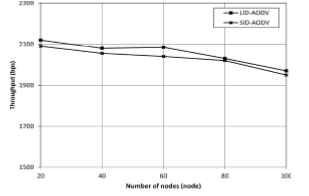 2300
LID-AODV
SID-AODV
2100
1900
1700
1500
Throughput (bps)
20 40 60 80 100
Number of nodes (node)